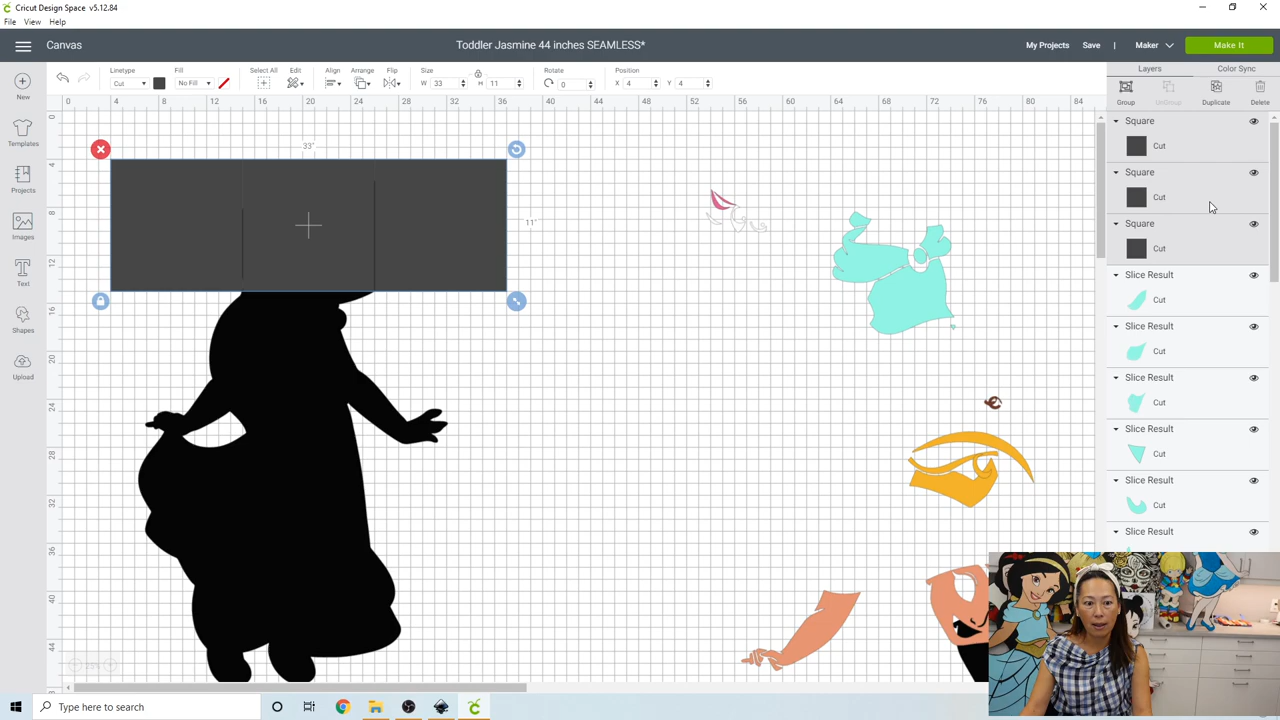 Cricut Design Space v5.12.84
File View Help
Canvas
Toddler Jasmine 44 inches SEAMLESS*
My Projects Save | Maker Make It
Linetype Fill Select All Edit Align Arrange Flip Size Rotate Position
Cut No Fill W 33 H 11 0 X 4 Y 4
Layers Color Sync
Group UnGroup Duplicate Delete
0 4 8 12 16 20 24 28 32 36 40 44 48 52 56 60 64 68 72 76 80 84
0
4
8
12
16
20
24
28
32
36
40
44
New
Templates
Projects
Images
Text
Shapes
Upload
33"
11"
Square
Cut
Square
Cut
Square
Cut
Slice Result
Cut
Slice Result
Cut
Slice Result
Cut
Slice Result
Cut
Slice Result
Cut
Slice Result
Type here to search